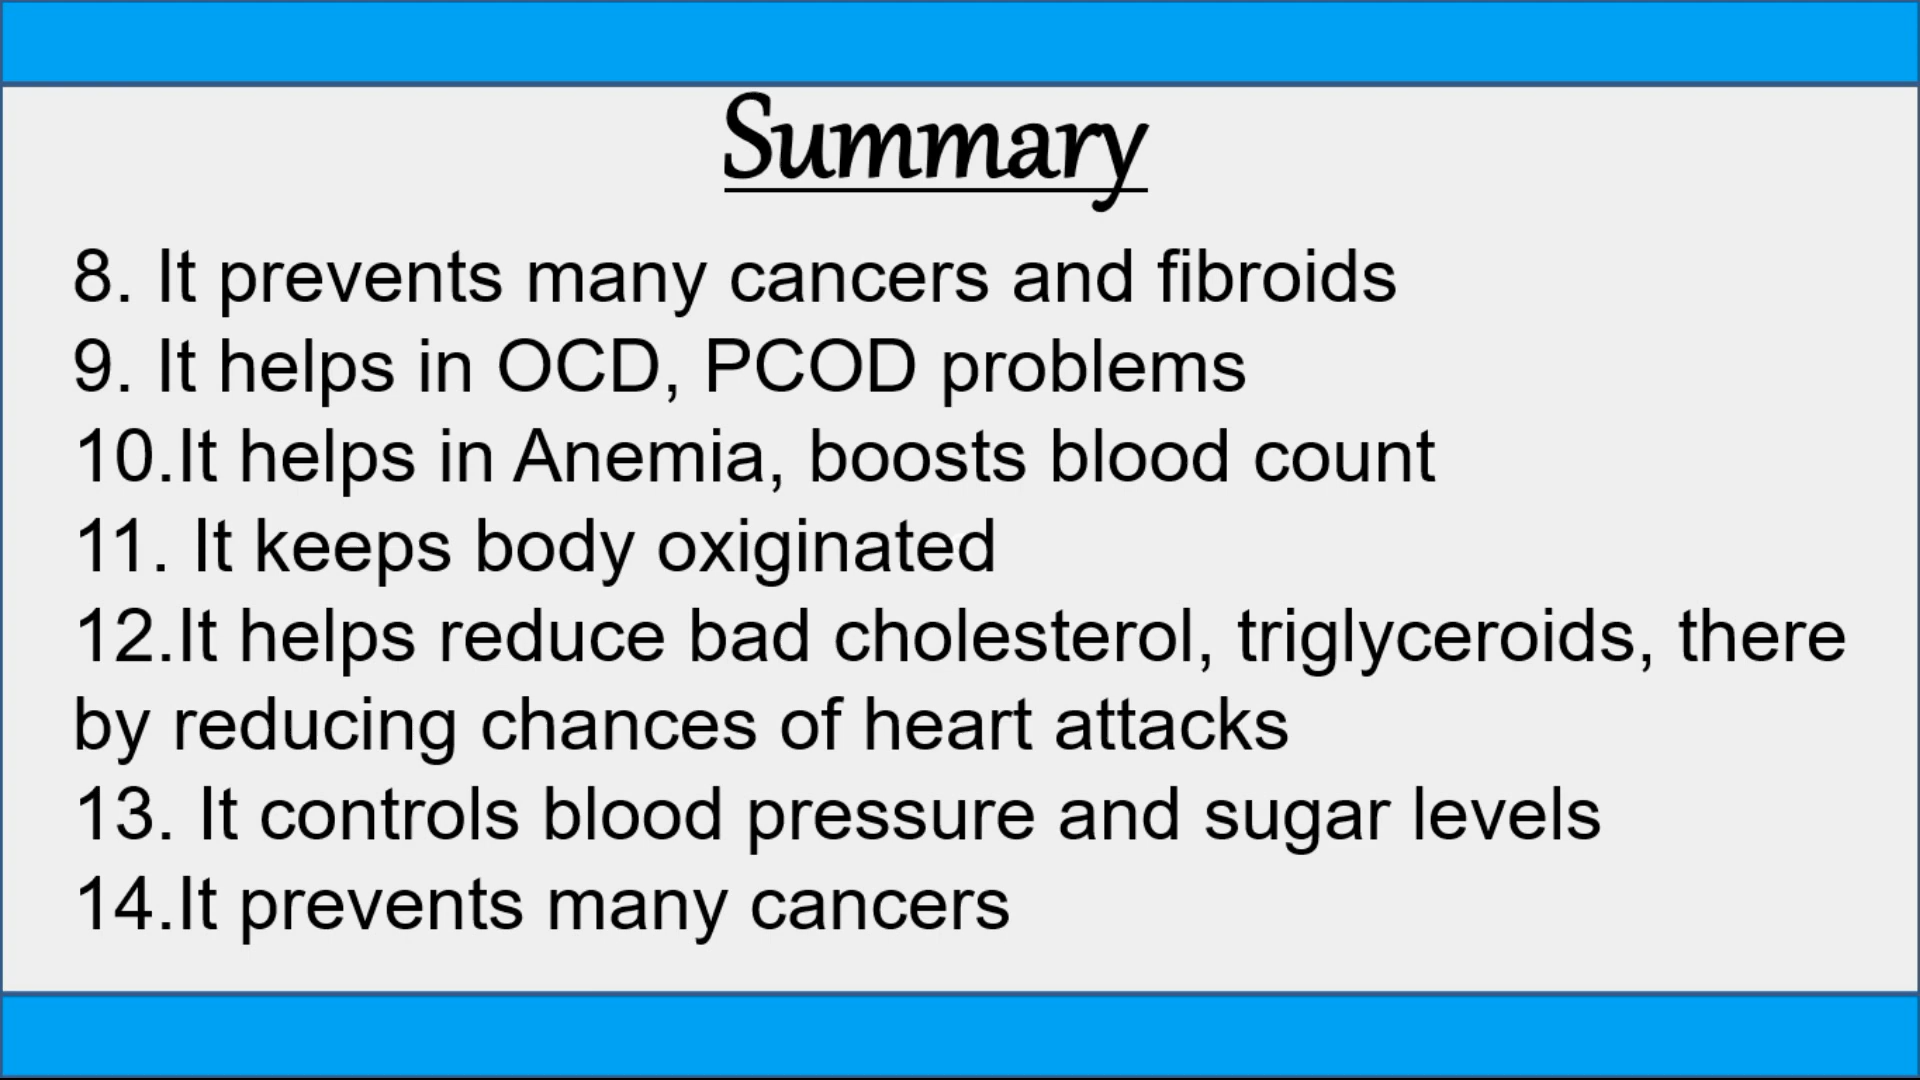 Summary
8. It prevents many cancers and fibroids
9. It helps in OCD, PCOD problems
10.It helps in Anemia, boosts blood count
11. It keeps body oxiginated
12.It helps reduce bad cholesterol, triglyceroids, there
by reducing chances of heart attacks
13. It controls blood pressure and sugar levels
14.It prevents many cancers